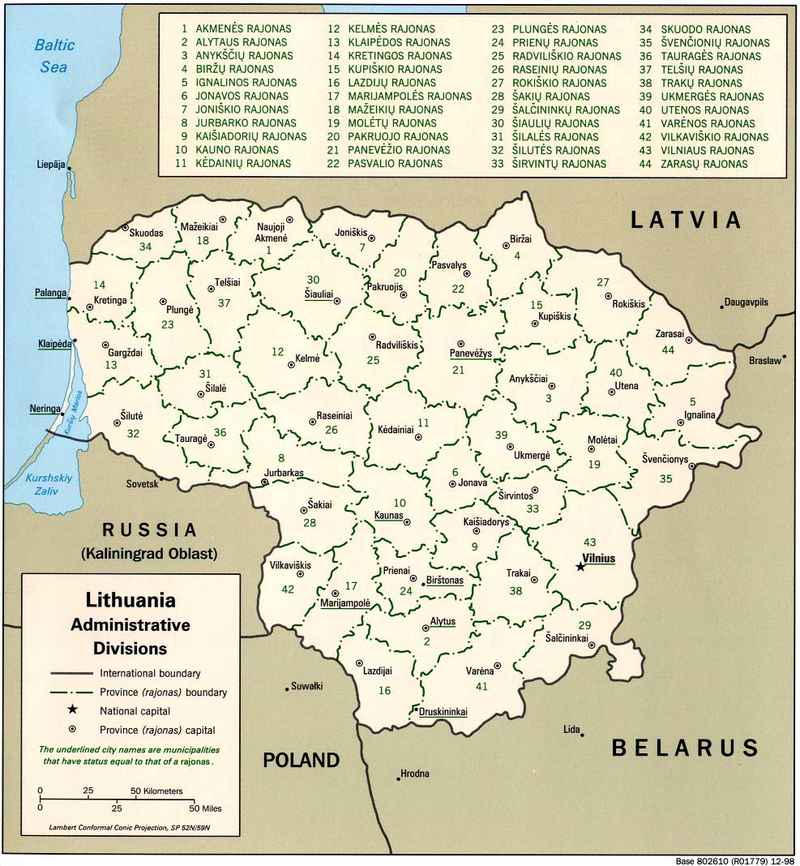 1 AKMENĖS RAJONAS
2 ALYTAUS RAJONAS
3 ANYKŠČIŲ RAJONAS
4 BIRŽŲ RAJONAS
5 IGNALINOS RAJONAS
6 JONAVOS RAJONAS
7 JONIŠKIO RAJONAS
8 JURBARKO RAJONAS
9 KAIŠIADORIŲ RAJONAS
10 KAUNO RAJONAS
11 KĖDAINIŲ RAJONAS
12 KELMĖS RAJONAS
13 KLAIPĖDOS RAJONAS
14 KRETINGOS RAJONAS
15 KUPIŠKIO RAJONAS
16 LAZDIJŲ RAJONAS
17 MARIJAMPOLĖS RAJONAS
18 MAŽEIKIŲ RAJONAS
19 MOLĖTŲ RAJONAS
20 PAKRUOJO RAJONAS
21 PANEVĖŽIO RAJONAS
22 PASVALIO RAJONAS
23 PLUNGĖS RAJONAS
24 PRIENŲ RAJONAS
25 RADVILIŠKIO RAJONAS
26 RASEINIŲ RAJONAS
27 ROKIŠKIO RAJONAS
28 ŠAKIŲ RAJONAS
29 ŠALČININKŲ RAJONAS
30 ŠIAULIŲ RAJONAS
31 ŠILALĖS RAJONAS
32 ŠILUTĖS RAJONAS
33 ŠIRVINTŲ RAJONAS
34 SKUODO RAJONAS
35 ŠVENČIONIŲ RAJONAS
36 TAURAGĖS RAJONAS
37 TELŠIŲ RAJONAS
38 TRAKŲ RAJONAS
39 UKMERGĖS RAJONAS
40 UTENOS RAJONAS
41 VARĖNOS RAJONAS
42 VILKAVIŠKIO RAJONAS
43 VILNIAUS RAJONAS
44 ZARASŲ RAJONAS
Baltic
Sea
Liepāja
LATVIA
Skuodas
34
Mažeikiai
18
Naujoji
Akmenė
1
Joniškis
7
Biržai
4
Pasvalys
22
Palanga
14
Kretinga
Plungė
23
Telšiai
37
30
Šiauliai
20
Pakruojis
15
Kupiškis
27
Rokiškis
Daugavpils
Zarasai
44
Braslaw
Klaipėda
Gargždai
13
12
Kelmė
Radviliškis
25
Panevėžys
21
Anykščiai
3
40
Utena
5
Ignalina
Neringa
Kuršių Marios
Šilutė
32
31
Šilalė
Tauragė
36
Raseiniai
26
Kėdainiai
11
39
Ukmergė
Molėtai
19
Švenčionys
35
Kurshskiy
Zaliv
Sovetsk
8
Jurbarkas
6
Jonava
Širvintos
33
Šakiai
28
10
Kaunas
Kaišiadorys
9
43
Vilnius
RUSSIA
(Kaliningrad Oblast)
Vilkaviškis
42
17
Marijampolė
Prienai
24
Birštonas
Trakai
38
Alytus
2
29
Šalčininkai
Lazdijai
16
Varėna
41
Druskininkai
Suwałki
Lida
Hrodna
POLAND
BELARUS
Lithuania
Administrative
Divisions
International boundary
Province (rajonas) boundary
National capital
Province (rajonas) capital
The underlined city names are municipalities
that have status equal to that of a rajonas.
0 25 50 Kilometers
0 25 50 Miles
Lambert Conformal Conic Projection, SP 52N/59N
Base 802610 (R01779) 12-98